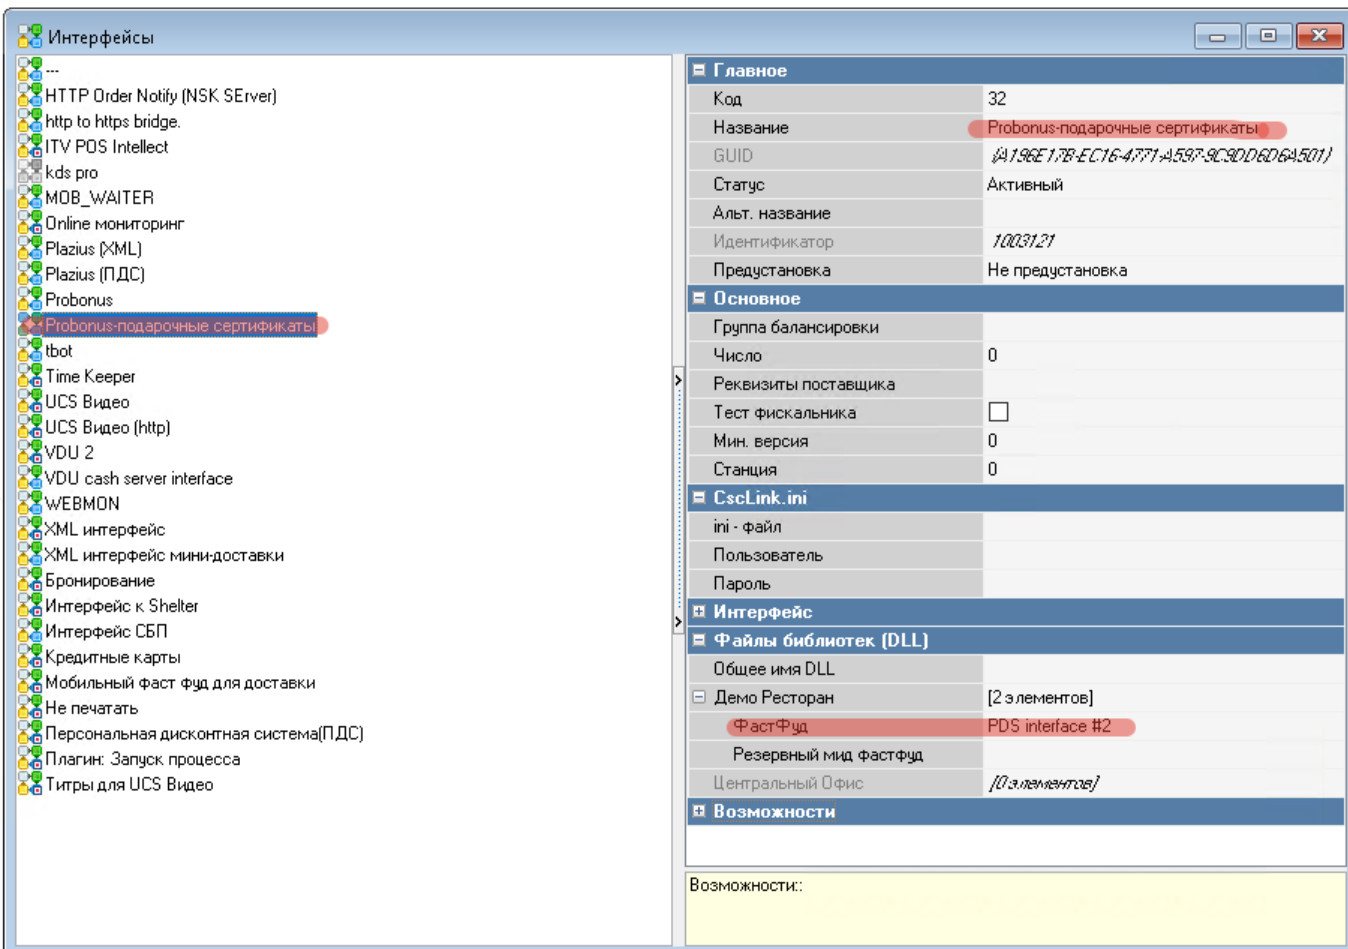 Интерфейсы
---
HTTP Order Notify (NSK SErver)
http to https bridge.
ITV POS Intellect
kds pro
MOB_WAITER
Online мониторинг
Plazius (XML)
Plazius (ПДС)
Probonus
Probonus-подарочные сертификаты
tbot
Time Keeper
UCS Видео
UCS Видео (http)
VDU 2
VDU cash server interface
WEBMON
XML интерфейс
XML интерфейс мини-доставки
Бронирование
Интерфейс к Shelter
Интерфейс СБП
Кредитные карты
Мобильный фаст фуд для доставки
Не печатать
Персональная дисконтная система(ПДС)
Плагин: Запуск процесса
Титры для UCS Видео
Главное
Код 32
Название Probonus-подарочные сертификаты
GUID {A196E17B-EC16-4771-A597-9C9DD6D6A501}
Статус Активный
Альт. название
Идентификатор 1003121
Предустановка Не предустановка
Основное
Группа балансировки
Число 0
Реквизиты поставщика
Тест фискальника
Мин. версия 0
Станция 0
CscLink.ini
ini - файл
Пользователь
Пароль
Интерфейс
Файлы библиотек (DLL)
Общее имя DLL
Демо Ресторан [2 элементов]
ФастФуд PDS interface #2
Резервный мид фастфуд
Центральный Офис [0 элементов]
Возможности
Возможности::